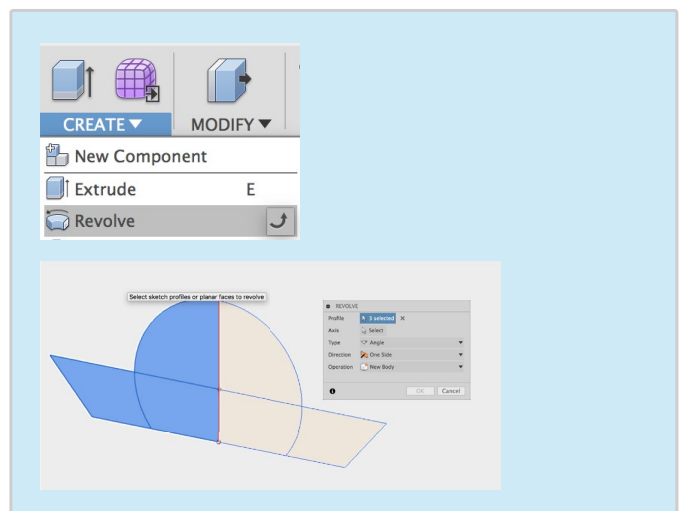 CREATE ▼ MODIFY ▼
New Component
Extrude E
Revolve
Select sketch profiles or planar faces to revolve
REVOLVE
Profile 3 selected X
Axis Select
Type Angle
Direction One Side
Operation New Body
OK Cancel